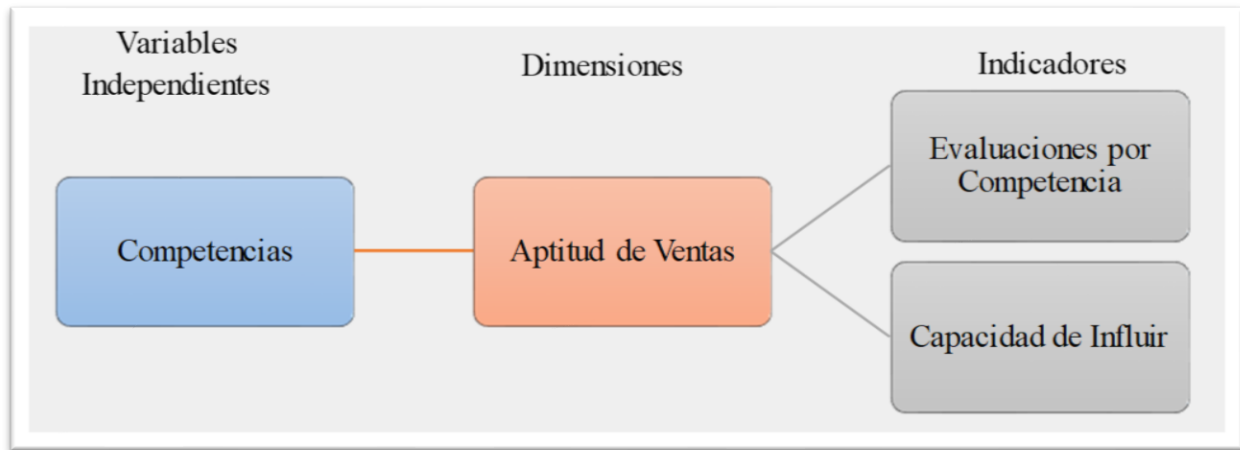 Variables
Independientes
Dimensiones
Indicadores
Competencias
Aptitud de Ventas
Evaluaciones por
Competencia
Capacidad de Influir